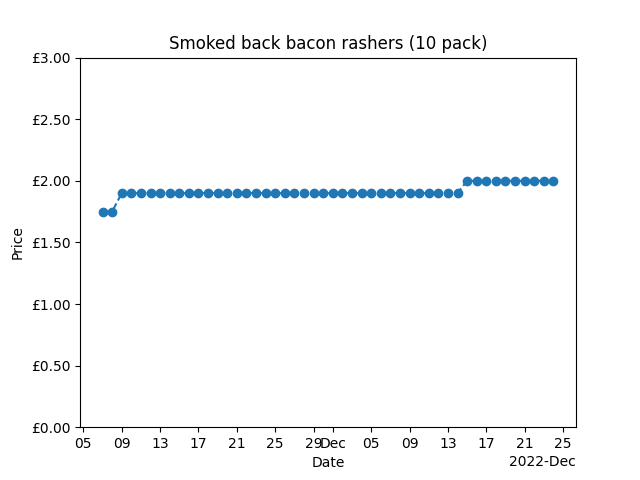 Smoked back bacon rashers (10 pack)
£3.00
£2.50
£2.00
£1.50
£1.00
£0.50
£0.00
Price
05 09 13 17 21 25 29 Dec 05 09 13 17 21 25
Date
2022-Dec